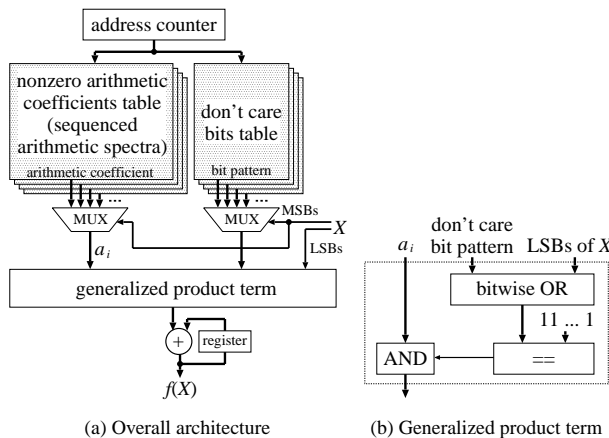 address counter
nonzero arithmetic
coefficients table
(sequenced
arithmetic spectra)
arithmetic coefficient
don't care
bits table
bit pattern
...
...
MUX
MUX
MSBs
X
LSBs
a i
generalized product term
+
register
f(X)
(a) Overall architecture
a i
don't care
bit pattern
LSBs of X
bitwise OR
11 ... 1
AND
==
(b) Generalized product term